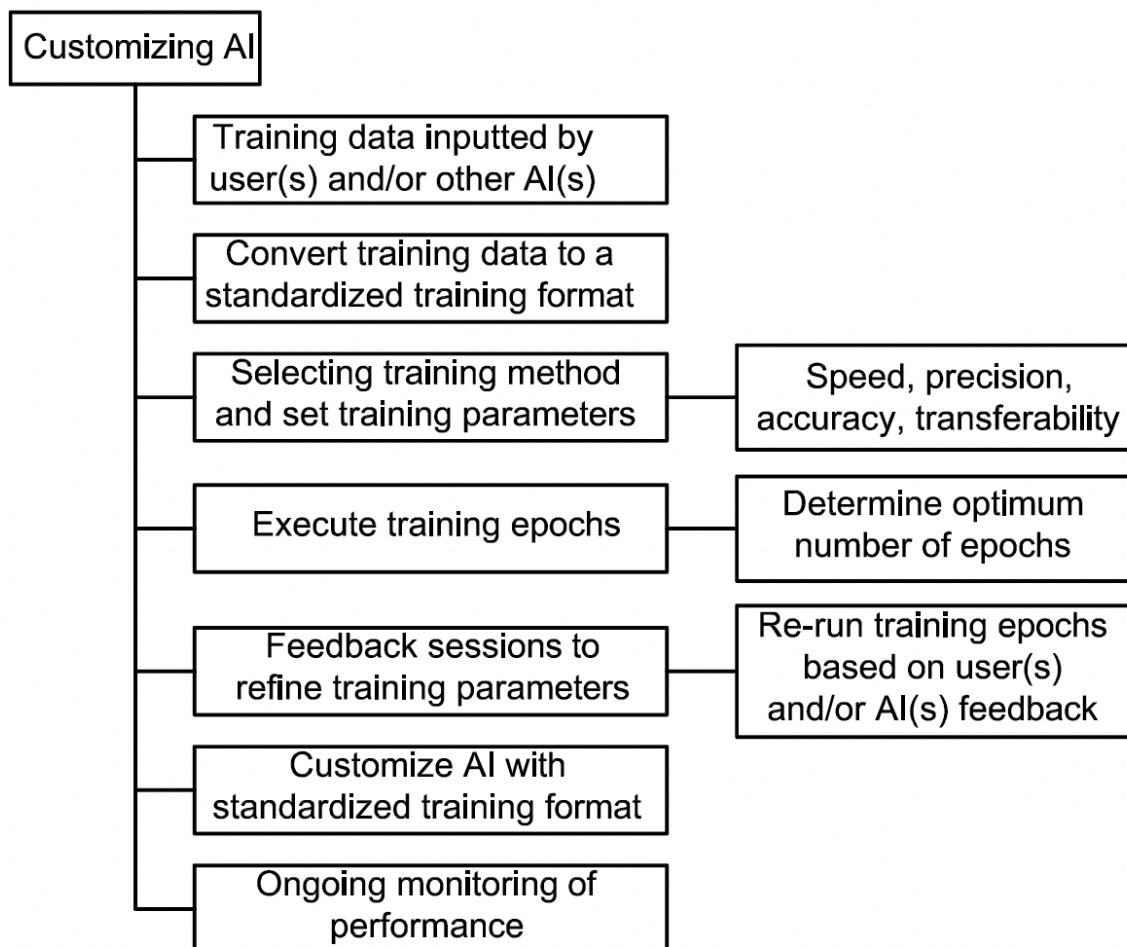 Customizing AI
Training data inputted by
user(s) and/or other AI(s)
Convert training data to a
standardized training format
Selecting training method
and set training parameters
Speed, precision,
accuracy, transferability
Execute training epochs
Determine optimum
number of epochs
Feedback sessions to
refine training parameters
Re-run training epochs
based on user(s)
and/or AI(s) feedback
Customize AI with
standardized training format
Ongoing monitoring of
performance